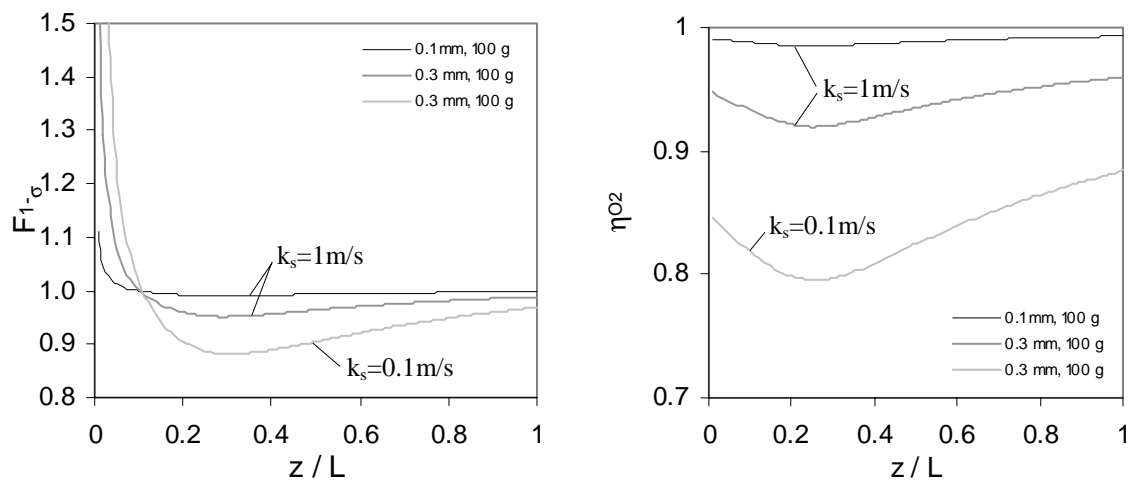 1.5
1.4
1.3
1.2
1.1
1.0
0.9
0.8
F1-σ
0.1mm, 100 g
0.3 mm, 100 g
0.3 mm, 100 g
ks=1m/s
ks=0.1m/s
0 0.2 0.4 0.6 0.8 1
z / L
1
0.9
0.8
0.7
ηO2
ks=1m/s
ks=0.1m/s
0.1mm, 100 g
0.3 mm, 100 g
0.3 mm, 100 g
0 0.2 0.4 0.6 0.8 1
z / L